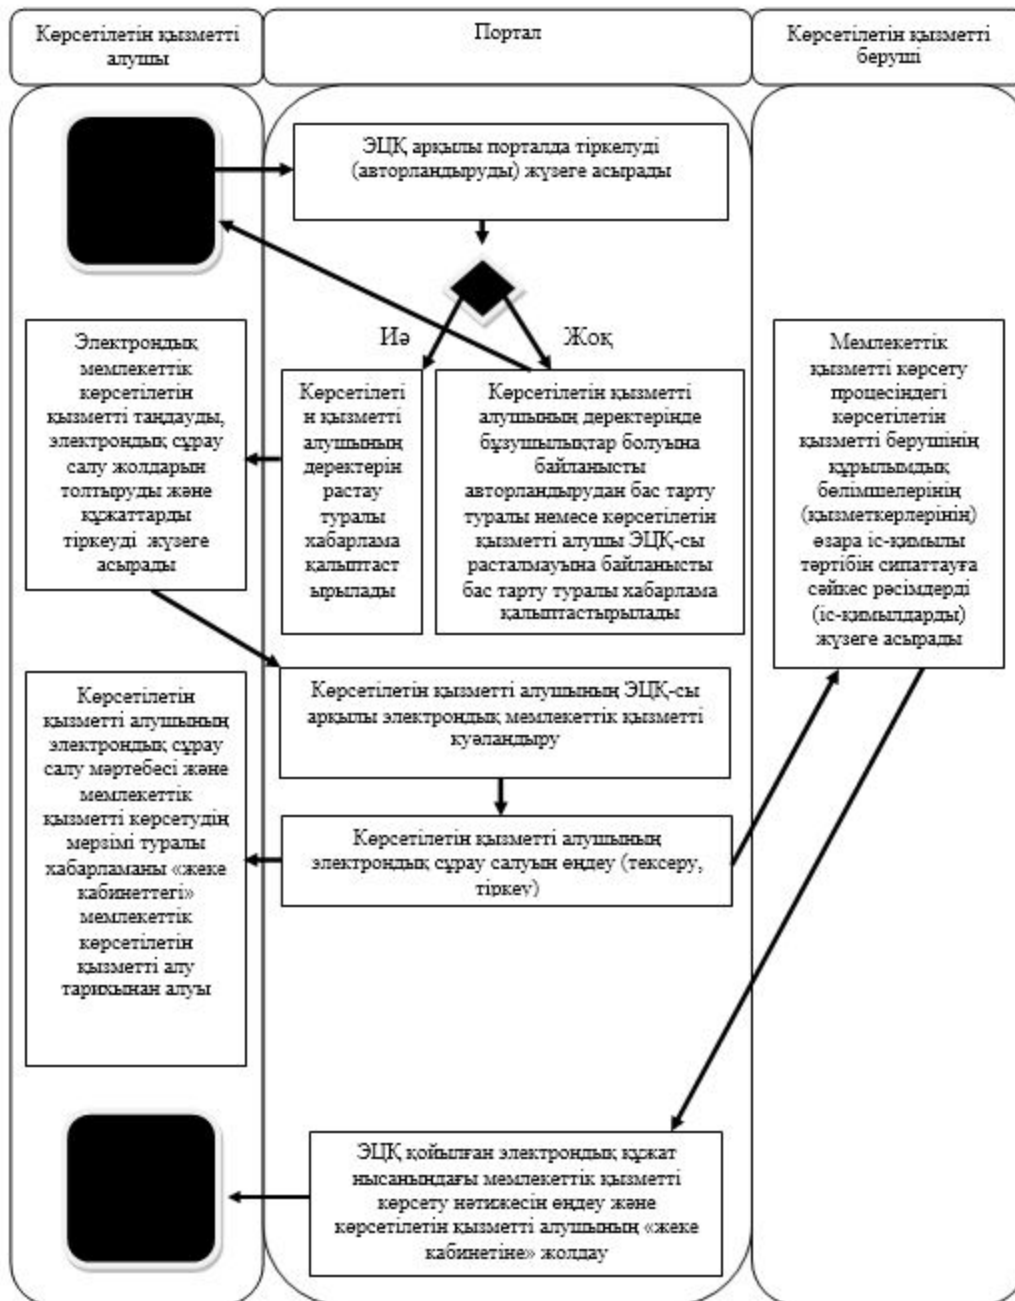 Көрсетілетін қызметті
алушы
Портал
Көрсетілетін қызметті
беруші
ЭЦҚ арқылы порталда тіркелуді
(авторландыруды) жүзеге асырады
Иә
Жоқ
Электрондық
мемлекеттік
көрсетілетін
қызметті таңдауды,
электрондық сұрау
салу жолдарын
толтыруды және
құжаттарды
тіркеуді жүзеге
асырады
Көрсетілеті
н қызметті
алушының
деректерін
растау
туралы
хабарлама
қалыптаст
ырылады
Көрсетілетін қызметті
алушының деректерінде
бұзушылықтар болуына
байланысты
авторландырудан бас тарту
туралы немесе көрсетілетін
қызметті алушы ЭЦҚ-сы
расталмауына байланысты
бас тарту туралы хабарлама
қалыптастырылады
Мемлекеттік
қызметті көрсету
процесіндегі
көрсетілетін
қызметті берушінің
құрылымдық
бөлімшелерінің
(қызметкерлерінің)
өзара іс-қимылы
тәртібін сипаттауға
сәйкес рәсімдерді
(іс-қимылдарды)
жүзеге асырады
Көрсетілетін қызметті алушының ЭЦҚ-сы
арқылы электрондық мемлекеттік қызметті
куәландыру
Көрсетілетін
қызметті алушының
электрондық сұрау
салу мәртебесі және
мемлекеттік
қызметті көрсетудің
мерзімі туралы
хабарламаны «жеке
кабинеттегі»
мемлекеттік
көрсетілетін
қызметті алу
тарихынан алуы
Көрсетілетін қызметті алушының
электрондық сұрау салуын өңдеу (тексеру,
тіркеу)
ЭЦҚ қойылған электрондық құжат
нысанындағы мемлекеттік қызметті
көрсету нәтижесін өңдеу және
көрсетілетін қызметті алушының «жеке
кабинетіне» жолдау